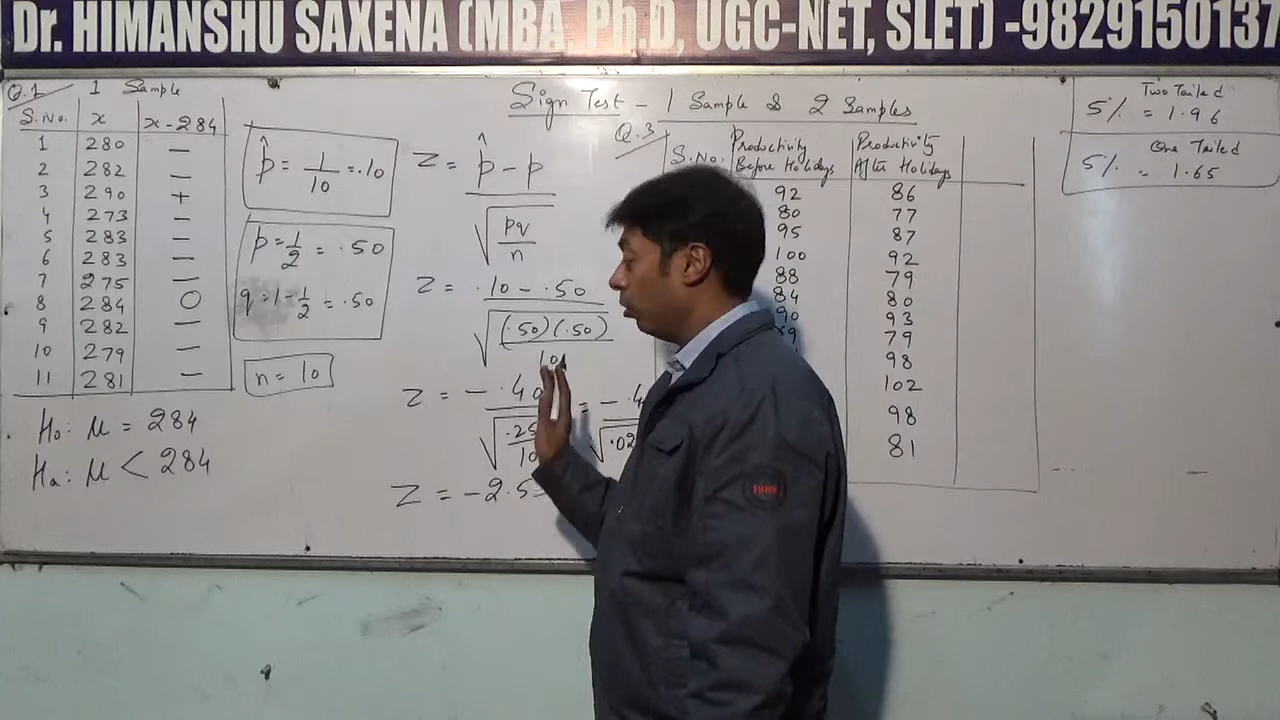 Dr. HIMANSHU SAXENA (MBA, Ph.D, UGC-NET, SLET) -9829150137
Q.1 1 Sample
S.No. x x-284
1 280 —
2 282 —
3 290 +
4 273 —
5 283 —
6 283 —
7 275 —
8 284 0
9 282 —
10 279 —
11 281 —
H₀: μ = 284
Hₐ: μ < 284
p̂ = 1/10 = .10
p = 1/2 = .50
q = 1 - 1/2 = .50
n = 10
Sign Test - 1 Sample & 2 Samples
Z = p̂ - p / √(pq/n)
Z = .10 - .50 / √((.50)(.50)/10)
Z = - .40
Z = -2.5
Q.3
S.No. Productivity Before Holidays Productivity After Holidays
92 86
80 77
95 87
100 92
88 79
84 80
90 93
79
98
102
98
81
Two Tailed
5% = 1.96
One Tailed
5% = 1.65
1989